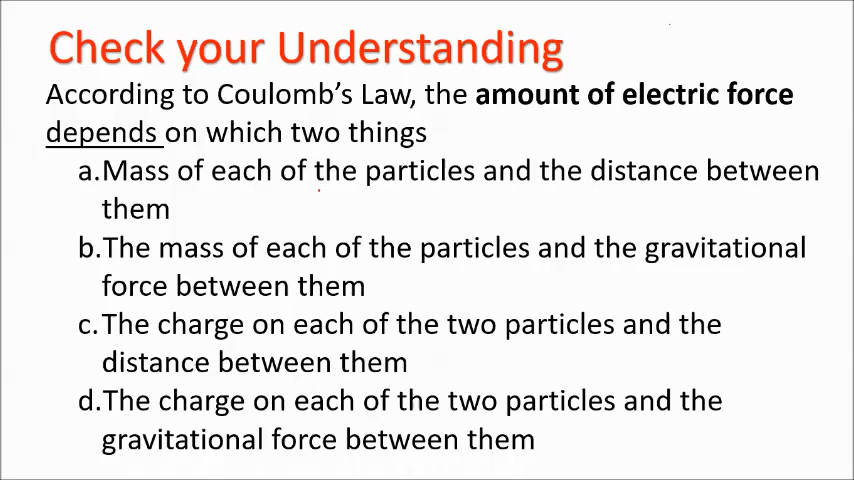 Check your Understanding
According to Coulomb’s Law, the amount of electric force
depends on which two things
a.Mass of each of the particles and the distance between
them
b.The mass of each of the particles and the gravitational
force between them
c.The charge on each of the two particles and the
distance between them
d.The charge on each of the two particles and the
gravitational force between them